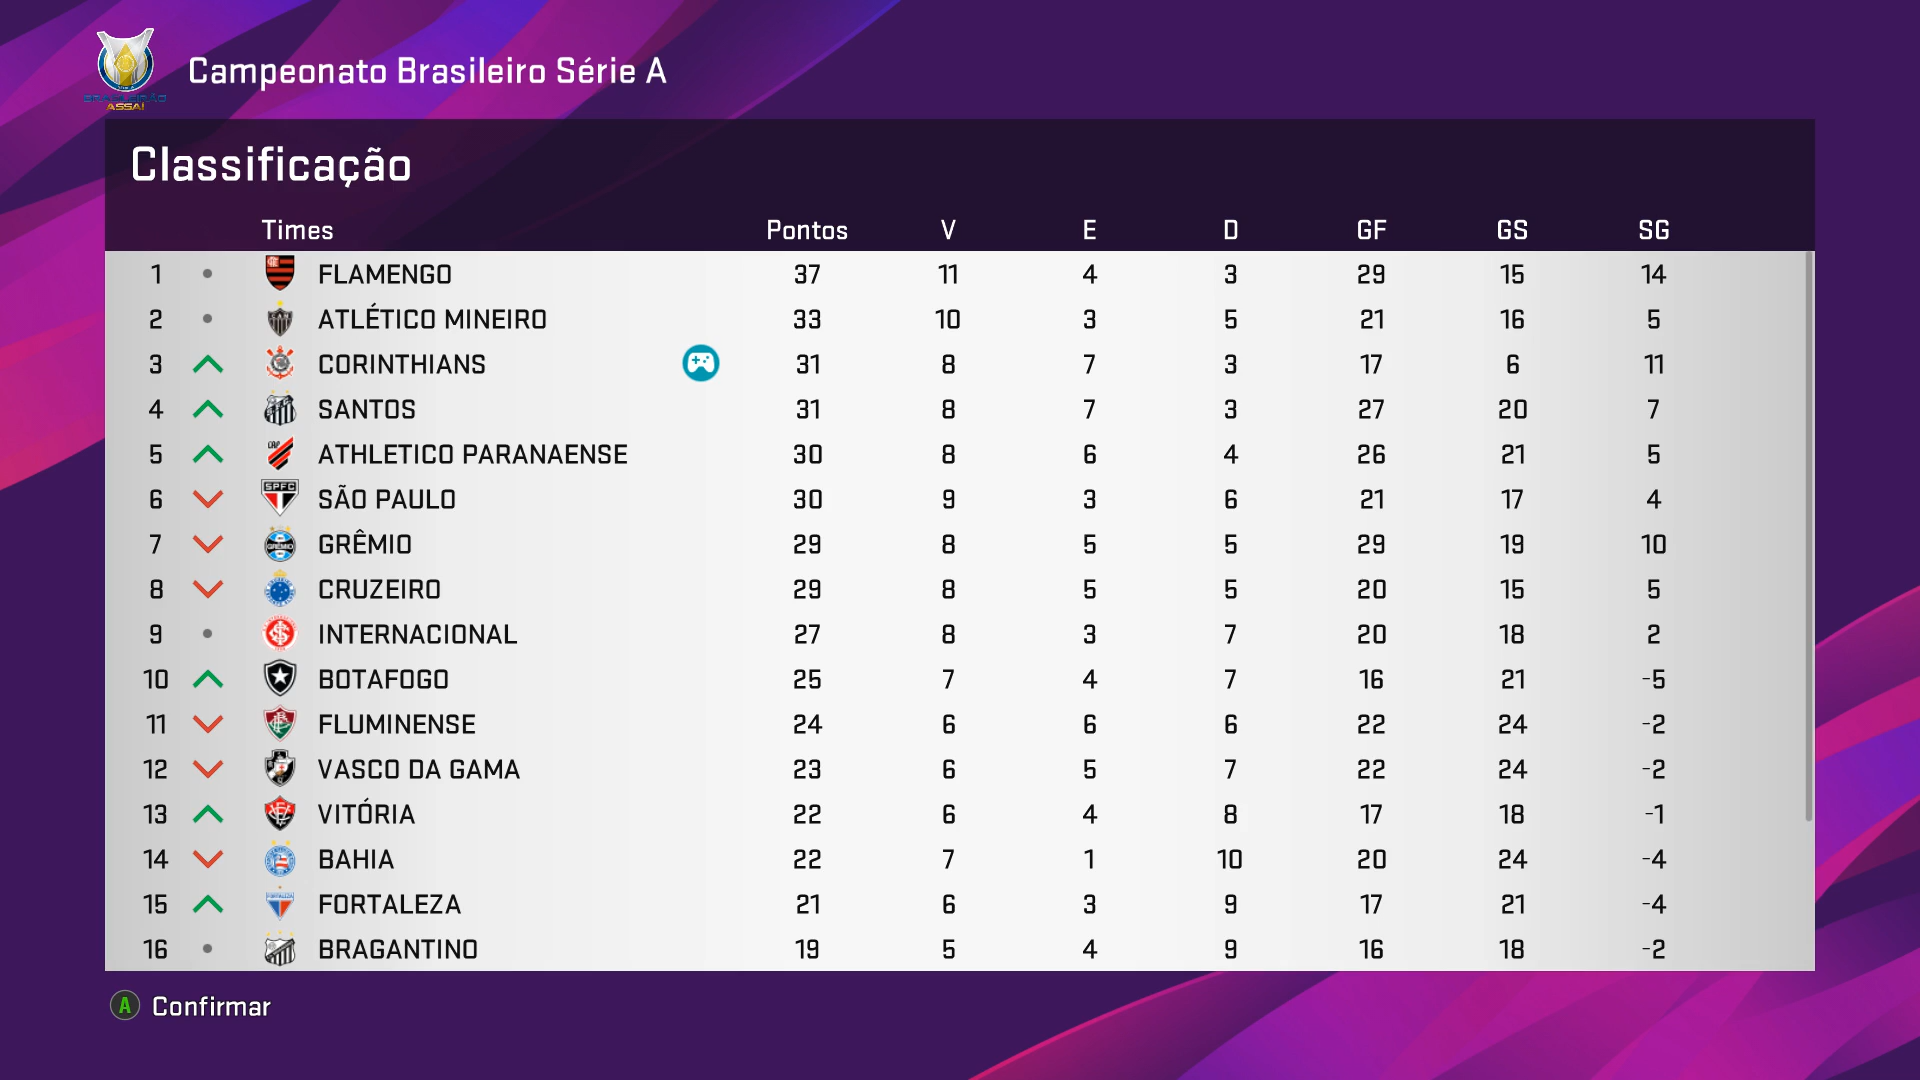 BRASILEIRÃO
ASSAÍ
Campeonato Brasileiro Série A
Classificação
Times Pontos V E D GF GS SG
1 FLAMENGO 37 11 4 3 29 15 14
2 ATLÉTICO MINEIRO 33 10 3 5 21 16 5
3 CORINTHIANS 31 8 7 3 17 6 11
4 SANTOS 31 8 7 3 27 20 7
5 CAP ATHLETICO PARANAENSE 30 8 6 4 26 21 5
6 SPFC SÃO PAULO 30 9 3 6 21 17 4
7 GRÊMIO 29 8 5 5 29 19 10
8 CRUZEIRO 29 8 5 5 20 15 5
9 INTERNACIONAL 27 8 3 7 20 18 2
10 BOTAFOGO 25 7 4 7 16 21 -5
11 FLUMINENSE 24 6 6 6 22 24 -2
12 VASCO DA GAMA 23 6 5 7 22 24 -2
13 VITÓRIA 22 6 4 8 17 18 -1
14 BAHIA 22 7 1 10 20 24 -4
15 FORTALEZA 21 6 3 9 17 21 -4
16 BRAGANTINO 19 5 4 9 16 18 -2
A Confirmar